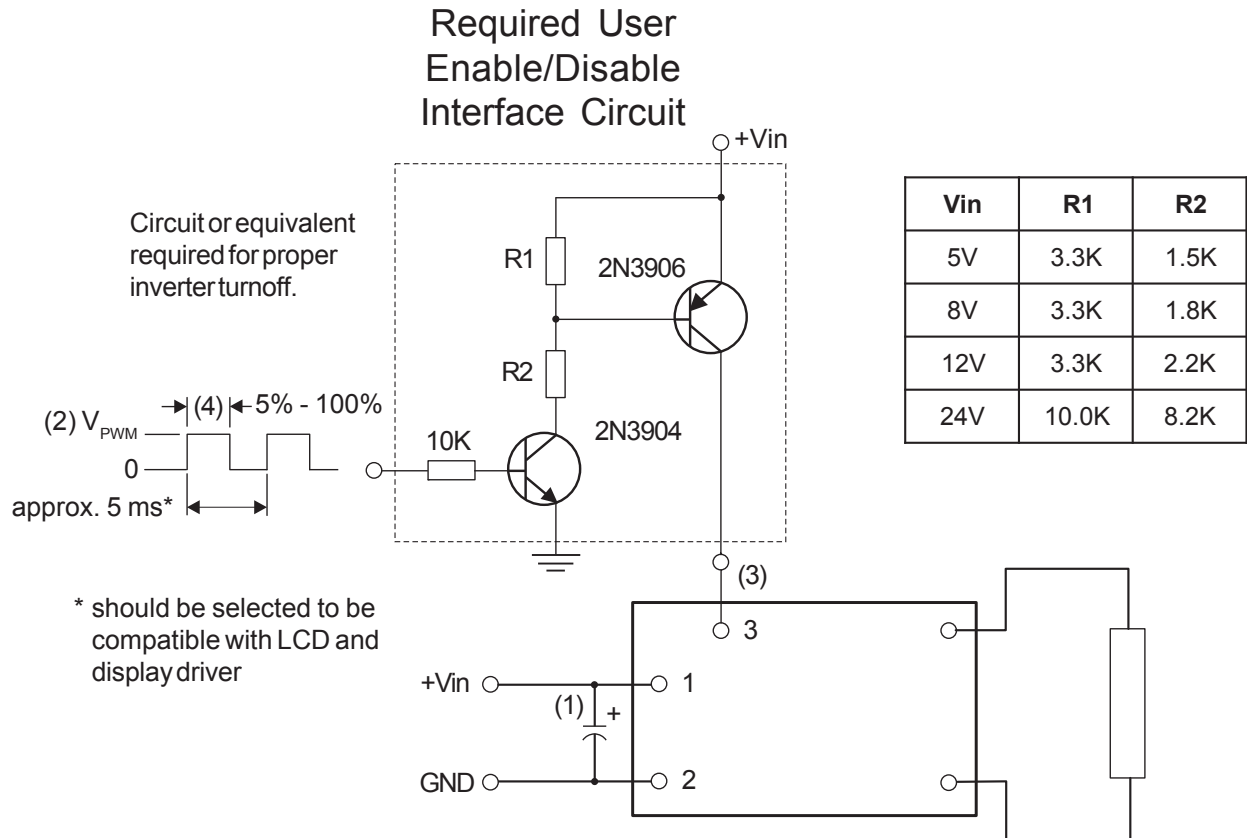 Required User
Enable/Disable
Interface Circuit
+Vin
Circuit or equivalent
required for proper
inverter turnoff.
R1
2N3906
R2
(4) 5% - 100%
(2) VPWM
0
approx. 5 ms*
10K
2N3904
Vin R1 R2
5V 3.3K 1.5K
8V 3.3K 1.8K
12V 3.3K 2.2K
24V 10.0K 8.2K
(3)
3
* should be selected to be
compatible with LCD and
display driver
+Vin
1
(1) +
GND
2